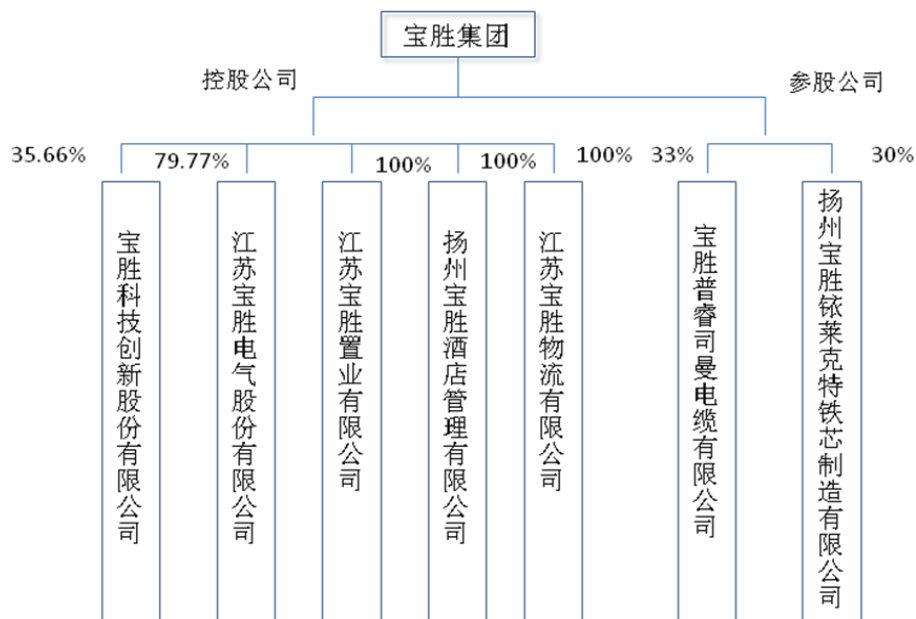 宝胜集团
控股公司
参股公司
35.66%
79.77%
100%
100%
100%
33%
30%
宝胜科技创新股份有限公司
江苏宝胜电气股份有限公司
江苏宝胜置业有限公司
扬州宝胜酒店管理有限公司
江苏宝胜物流有限公司
宝胜普睿司曼电缆有限公司
扬州宝胜铱莱克特铁芯制造有限公司